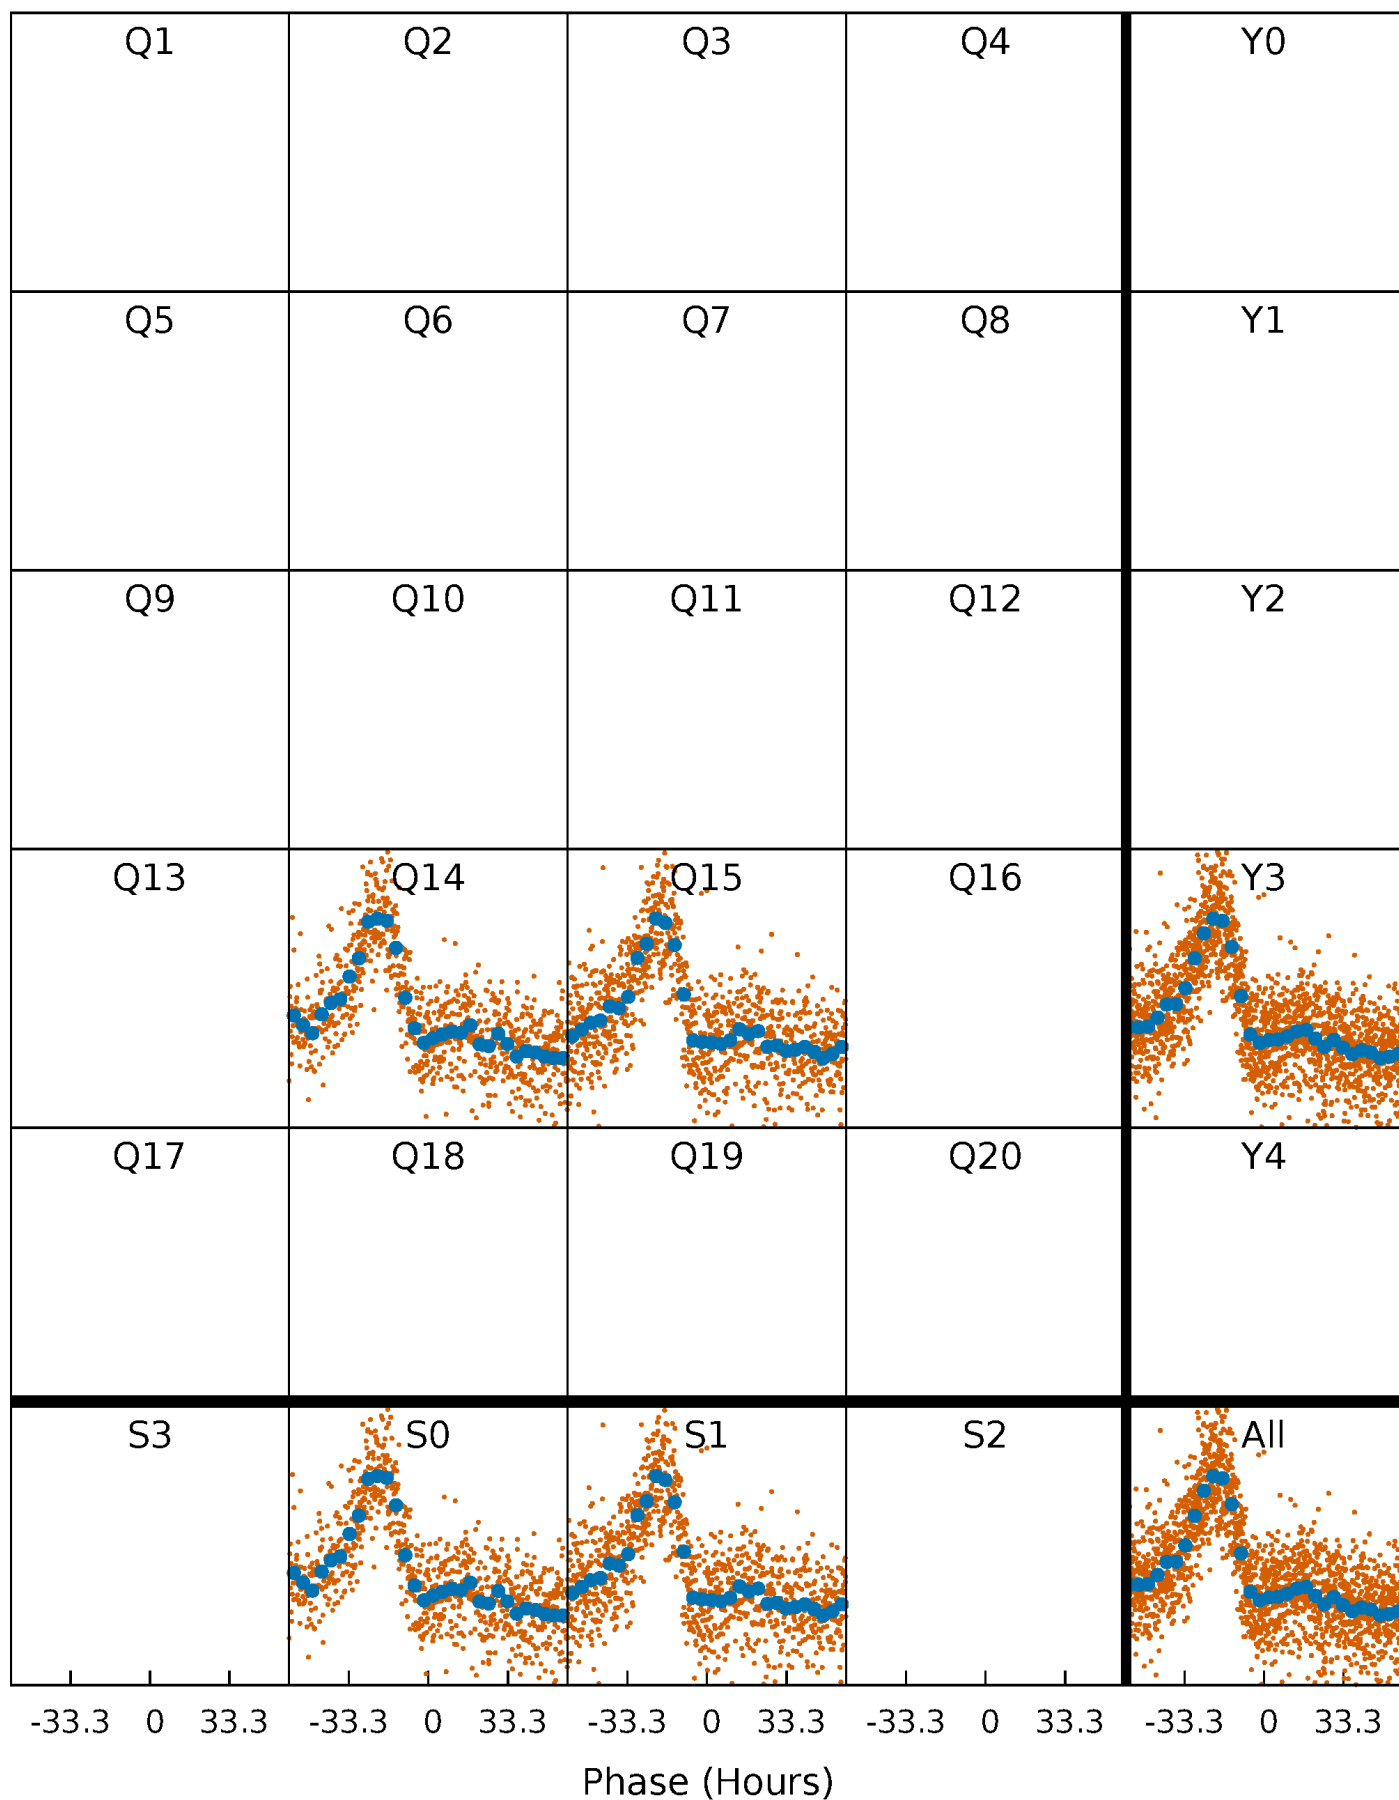 Q1 Q2 Q3 Q4 Y0
Q5 Q6 Q7 Q8 Y1
Q9 Q10 Q11 Q12 Y2
Q13 Q14 Q15 Q16 Y3
Q17 Q18 Q19 Q20 Y4
S3 S0 S1 S2 All
-33.3 0 33.3 -33.3 0 33.3 -33.3 0 33.3 -33.3 0 33.3 -33.3 0 33.3
Phase (Hours)